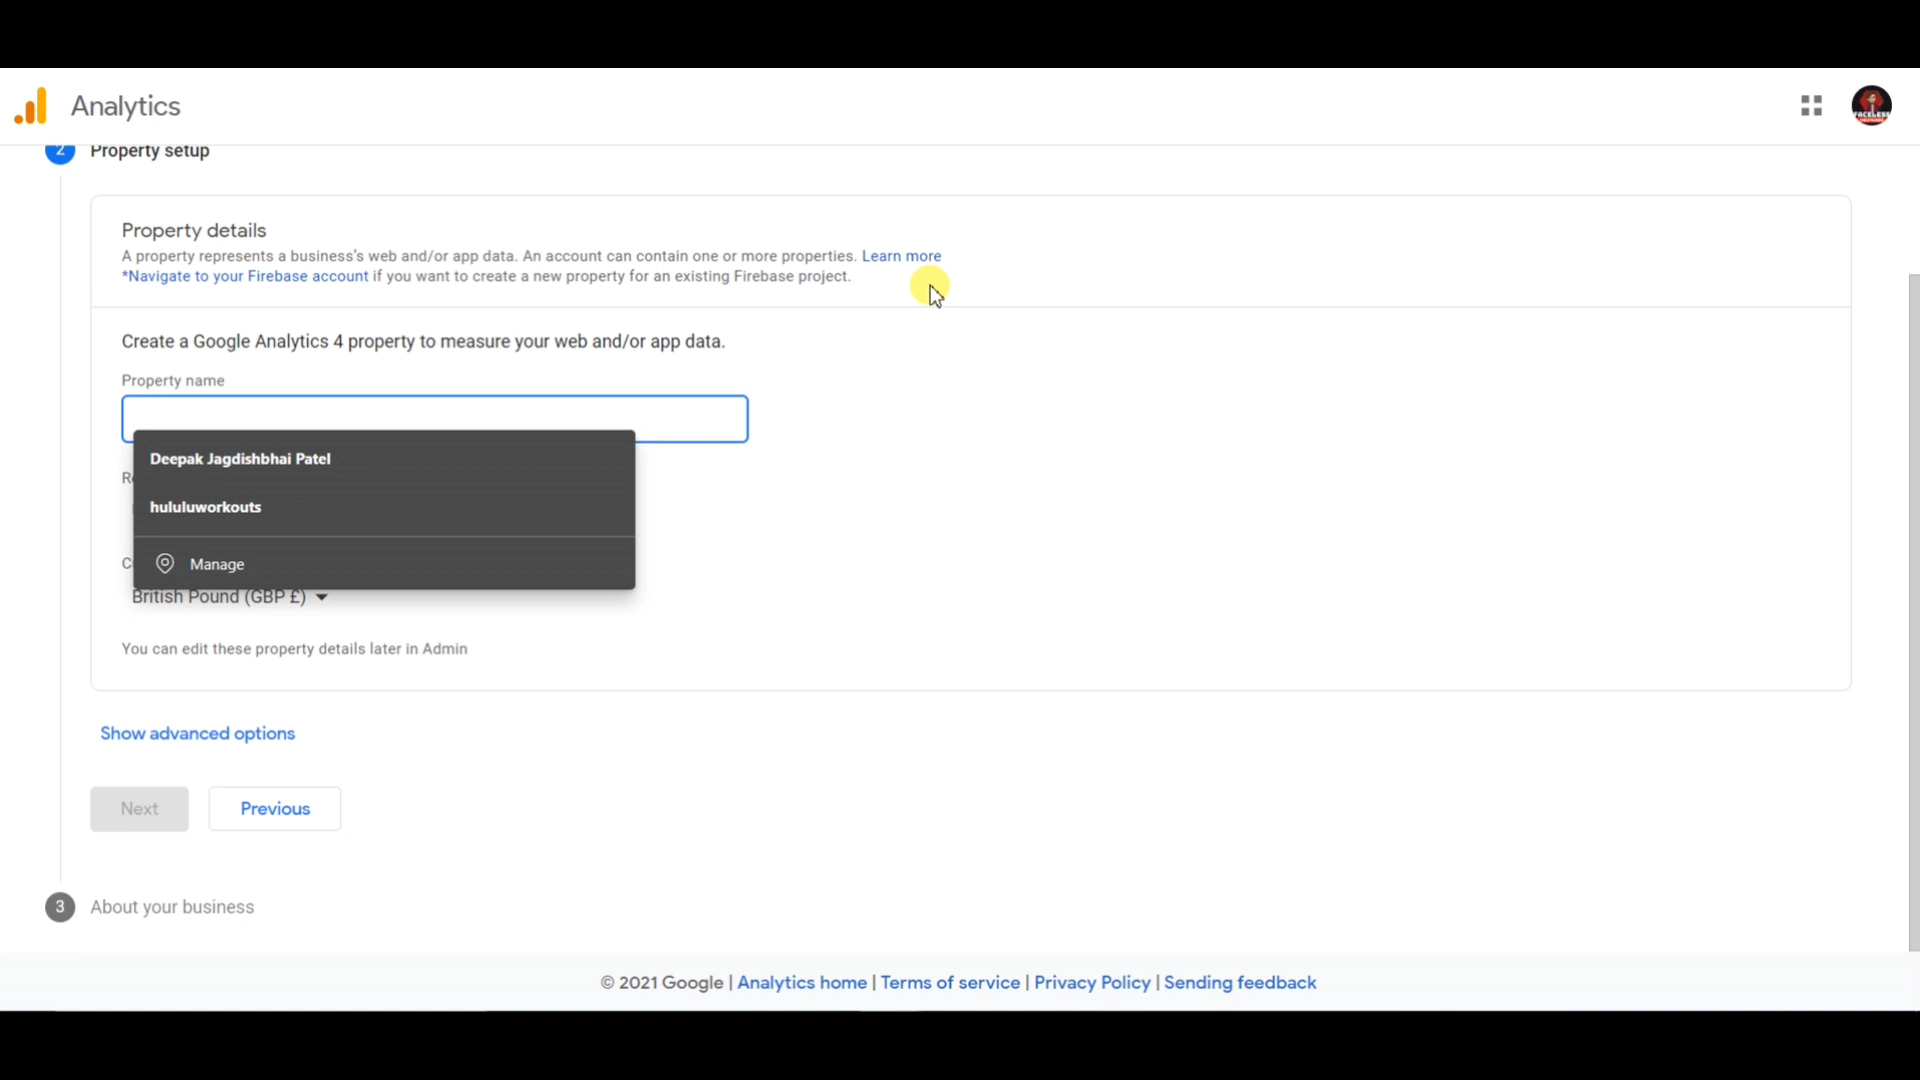 Analytics
FACELESS
2 Property setup
Property details
A property represents a business's web and/or app data. An account can contain one or more properties. Learn more
*Navigate to your Firebase account if you want to create a new property for an existing Firebase project.
Create a Google Analytics 4 property to measure your web and/or app data.
Property name
Deepak Jagdishbhai Patel
hululuworkouts
Manage
British Pound (GBP £)
You can edit these property details later in Admin
Show advanced options
Next Previous
3 About your business
© 2021 Google | Analytics home | Terms of service | Privacy Policy | Sending feedback